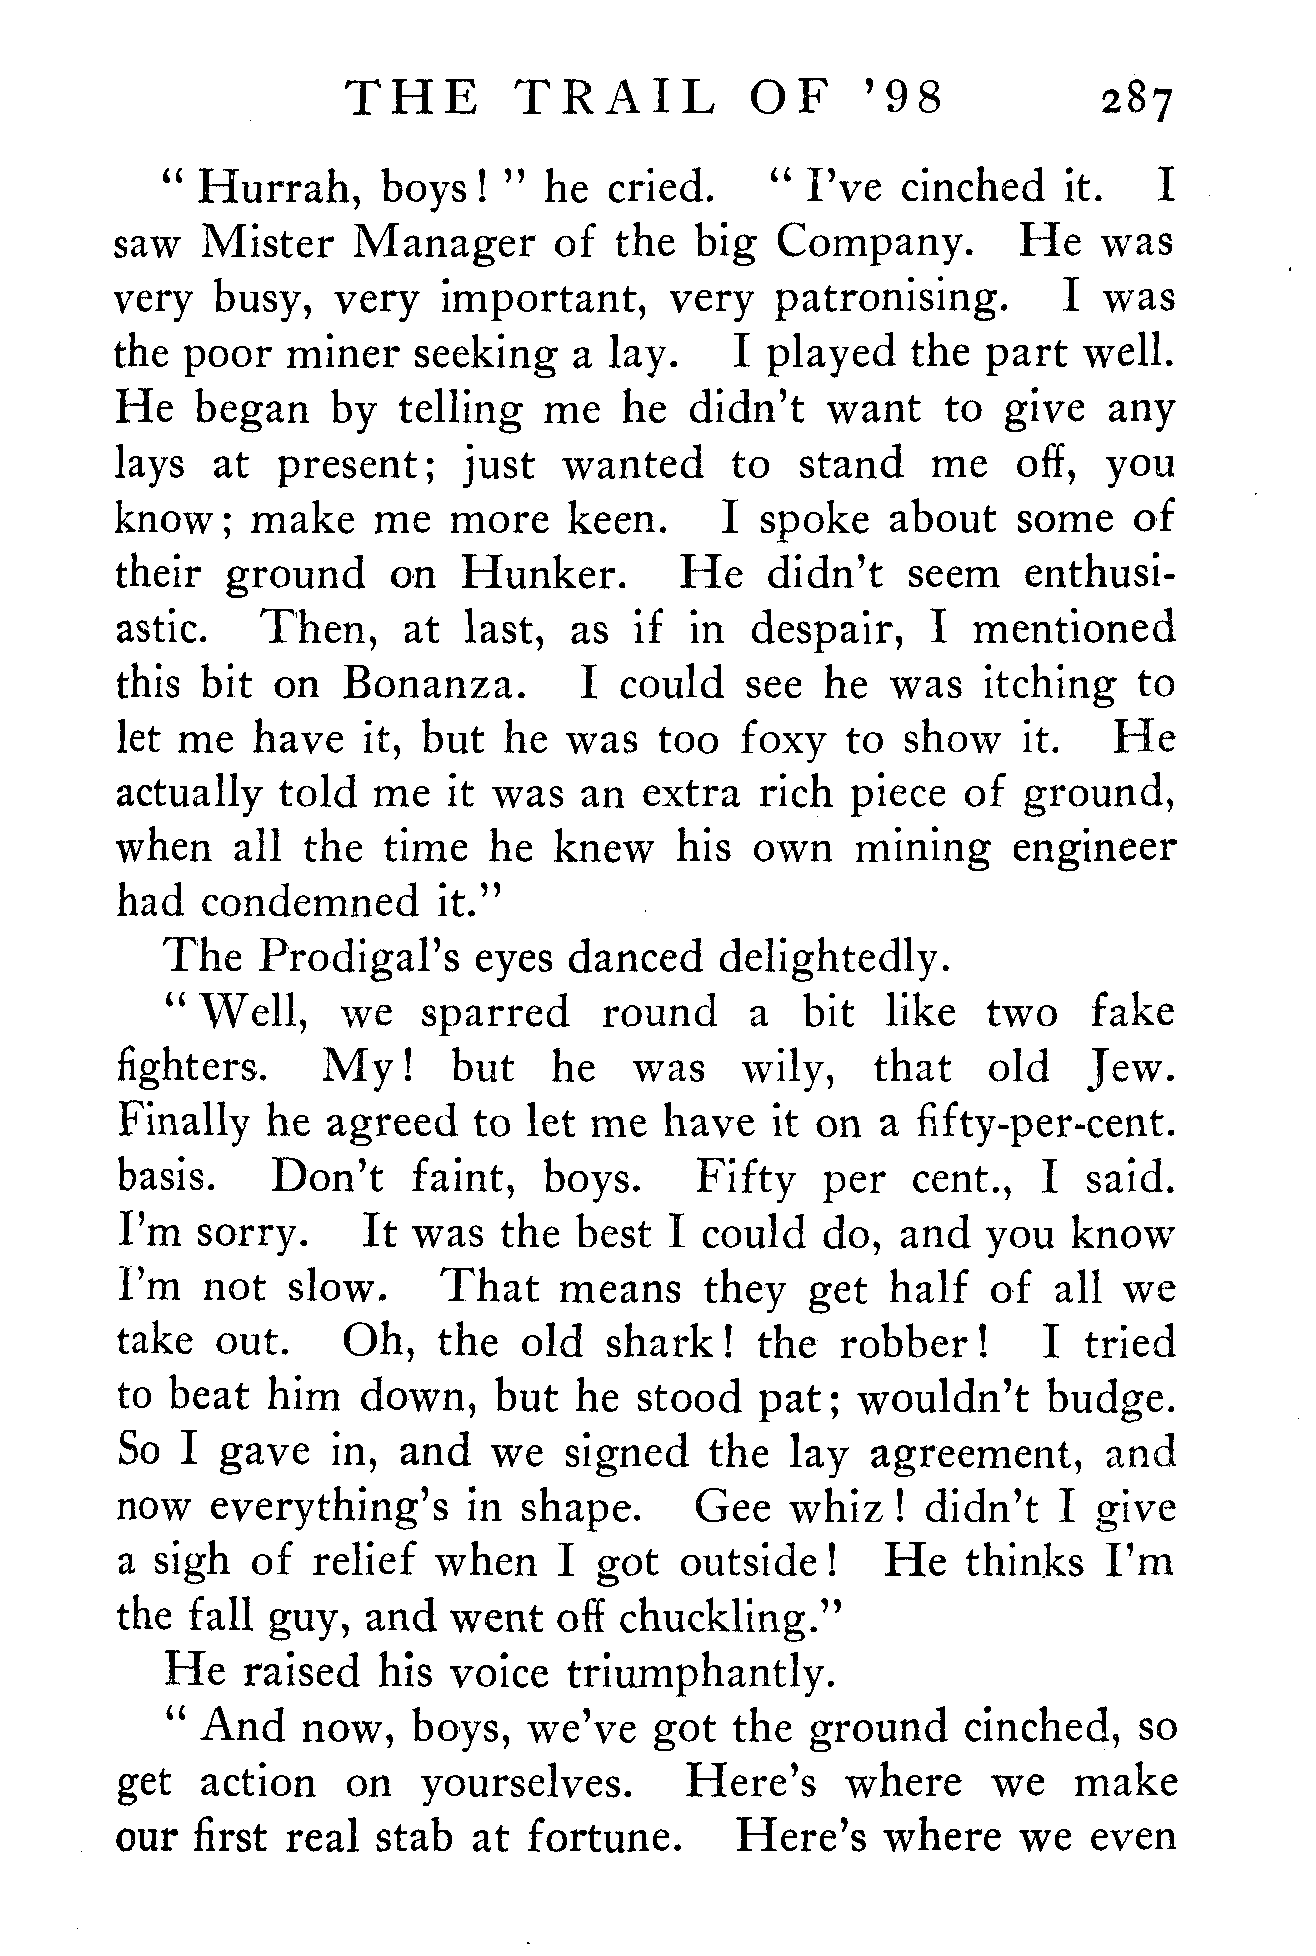 THE TRAIL OF '98 287
" Hurrah, boys! " he cried. " I've cinched it. I
saw Mister Manager of the big Company. He was
very busy, very important, very patronising. I was
the poor miner seeking a lay. I played the part well.
He began by telling me he didn't want to give any
lays at present; just wanted to stand me off, you
know; make me more keen. I spoke about some of
their ground on Hunker. He didn't seem enthusi-
astic. Then, at last, as if in despair, I mentioned
this bit on Bonanza. I could see he was itching to
let me have it, but he was too foxy to show it. He
actually told me it was an extra rich piece of ground,
when all the time he knew his own mining engineer
had condemned it."
The Prodigal's eyes danced delightedly.
" Well, we sparred round a bit like two fake
fighters. My! but he was wily, that old Jew.
Finally he agreed to let me have it on a fifty-per-cent.
basis. Don't faint, boys. Fifty per cent., I said.
I'm sorry. It was the best I could do, and you know
I'm not slow. That means they get half of all we
take out. Oh, the old shark! the robber! I tried
to beat him down, but he stood pat; wouldn't budge.
So I gave in, and we signed the lay agreement, and
now everything's in shape. Gee whiz! didn't I give
a sigh of relief when I got outside! He thinks I'm
the fall guy, and went off chuckling."
He raised his voice triumphantly.
" And now, boys, we've got the ground cinched, so
get action on yourselves. Here's where we make
our first real stab at fortune. Here's where we even